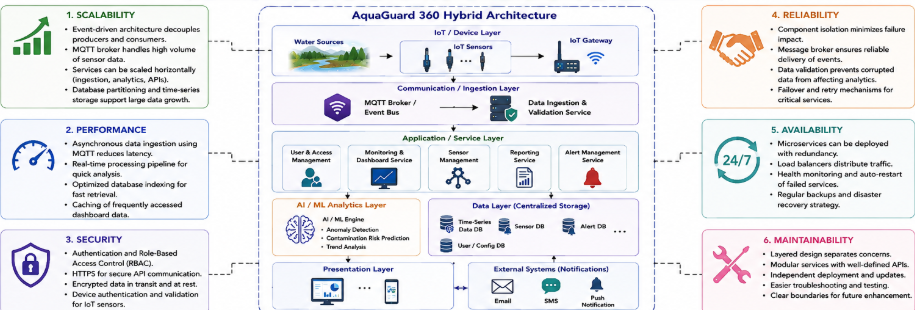 AquaGuard 360 Hybrid Architecture
1. SCALABILITY
• Event-driven architecture decouples
producers and consumers.
• MQTT broker handles high volume
of sensor data.
• Services can be scaled horizontally
(ingestion, analytics, APIs).
• Database partitioning and time-series
storage support large data growth.
2. PERFORMANCE
• Asynchronous data ingestion using
MQTT reduces latency.
• Real-time processing pipeline for
quick analysis.
• Optimized database indexing for
fast retrieval.
• Caching of frequently accessed
dashboard data.
3. SECURITY
• Authentication and Role-Based
Access Control (RBAC).
• HTTPS for secure API communication.
• Encrypted data in transit and at rest.
• Device authentication and validation
for IoT sensors.
IoT / Device Layer
Water Sources
IoT Sensors
IoT Gateway
Communication / Ingestion Layer
MQTT Broker /
Event Bus
Data Ingestion &
Validation Service
Application / Service Layer
User & Access
Management
Monitoring &
Dashboard Service
Sensor
Management
Reporting
Service
Alert Management
Service
AI / ML Analytics Layer
AI / ML Engine
• Anomaly Detection
• Contamination Risk Prediction
• Trend Analysis
Data Layer (Centralized Storage)
Time-Series
Data DB
Sensor DB
Alert DB
User / Config DB
Presentation Layer
External Systems (Notifications)
Email
SMS
Push
Notification
4. RELIABILITY
• Component isolation minimizes failure
impact.
• Message broker ensures reliable
delivery of events.
• Data validation prevents corrupted
data from affecting analytics.
• Failover and retry mechanisms for
critical services.
5. AVAILABILITY
24/7
• Microservices can be deployed
with redundancy.
• Load balancers distribute traffic.
• Health monitoring and auto-restart
of failed services.
• Regular backups and disaster
recovery strategy.
6. MAINTAINABILITY
• Layered design separates concerns.
• Modular services with well-defined APIs.
• Independent deployment and updates.
• Easier troubleshooting and testing.
• Clear boundaries for future enhancement.